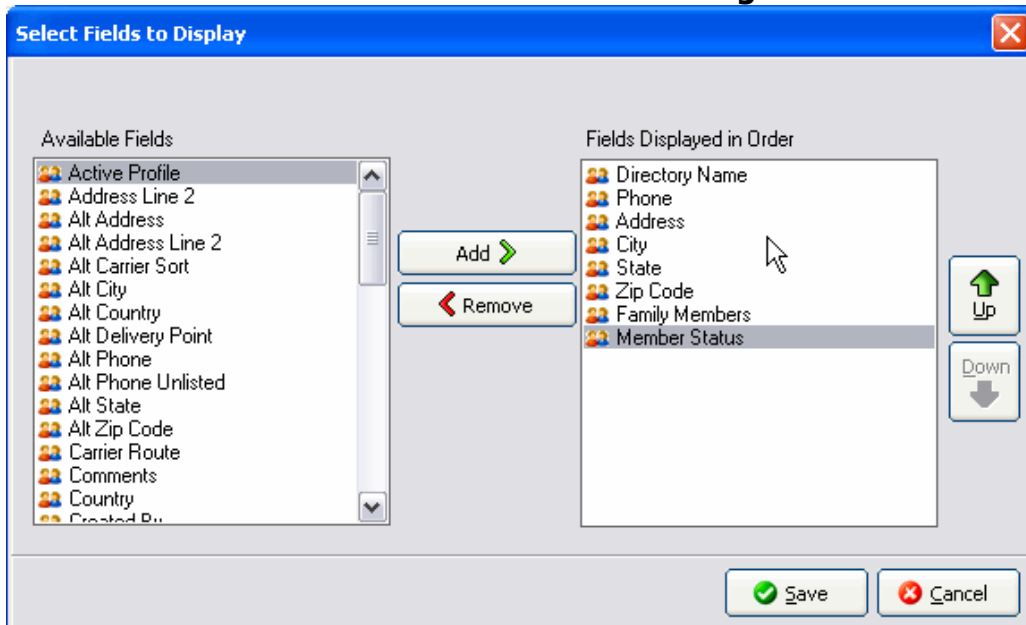 Select Fields to Display
Available Fields
Active Profile
Address Line 2
Alt Address
Alt Address Line 2
Alt Carrier Sort
Alt City
Alt Country
Alt Delivery Point
Alt Phone
Alt Phone Unlisted
Alt State
Alt Zip Code
Carrier Route
Comments
Country
Created By
Add
Remove
Fields Displayed in Order
Directory Name
Phone
Address
City
State
Zip Code
Family Members
Member Status
Up
Down
Save
Cancel